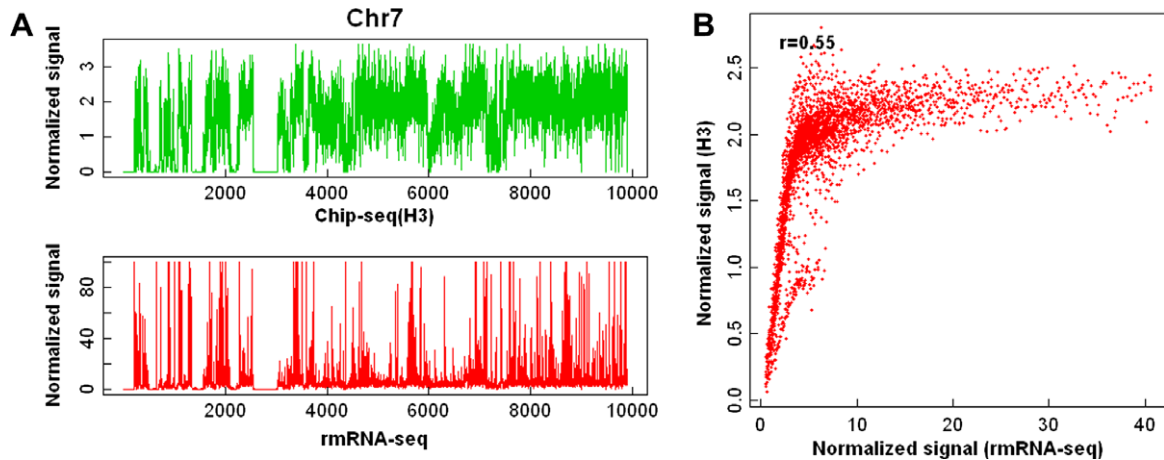 A
Chr7
Normalized signal
3
2
1
0
2000 4000 6000 8000 10000
Chip-seq(H3)
Normalized signal
80
40
0
2000 4000 6000 8000 10000
rmRNA-seq
B
r=0.55
Normalized signal (H3)
2.5
2.0
1.5
1.0
0.5
0.0
0 10 20 30 40
Normalized signal (rmRNA-seq)